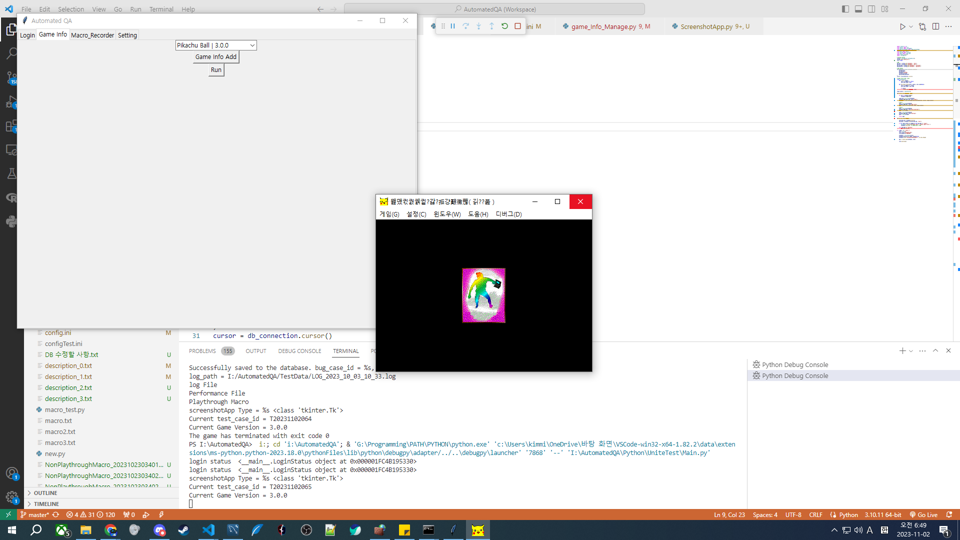 File Edit Selection View Go Run Terminal Help
AutomatedQA (Workspace)
Automated QA
Login Game Info Macro_Recorder Setting
Pikachu Ball | 3.0.0
Game Info Add
Run
ini M
game_Info_Manage.py 9, M
ScreenshotApp.py 9+, U
게임(G) 설정(C) 윈도우(W) 도움(H) 디버그(D)
config.ini M
configTest.ini
DB 수정할 사항.txt U
description_0.txt M
description_1.txt M
description_2.txt U
description_3.txt U
macro_test.py
macro.txt
macro2.txt
macro3.txt
new.py
NonPlaythroughMacro_2023102303401... U
NonPlaythroughMacro_2023102303402... U
OUTLINE
TIMELINE
31 cursor = db_connection.cursor()
PROBLEMS 155 OUTPUT DEBUG CONSOLE TERMINAL
Successfully saved to the database. bug_case_id = %s,
log_path = I:/AutomatedQA/TestData/LOG_2023_10_03_10_33.log
log File
Performance File
Playthrough Macro
screenshotApp Type = %s <class 'tkinter.Tk'>
Current test_case_id = T20231102064
Current Game Version = 3.0.0
The game has terminated with exit code 0
PS I:\AutomatedQA> i:; cd 'i:\AutomatedQA'; & 'G:\Programming\PATH\PYTHON\python.exe' 'c:\Users\kimmi\OneDrive\바탕 화면\VSCode-win32-x64-1.82.2\data\exten
sions\ms-python.python-2023.18.0\pythonFiles\lib\python\debugpy\adapter/../..\debugpy\launcher' '7868' '--' 'I:\AutomatedQA\Python\UniteTest\Main.py'
login status <__main__.LoginStatus object at 0x000001FC4B195330>
login status <__main__.LoginStatus object at 0x000001FC4B195330>
screenshotApp Type = %s <class 'tkinter.Tk'>
Current test_case_id = T20231102065
Current Game Version = 3.0.0
Python Debug Console
Python Debug Console
master* 4 31 120 0
Ln 9, Col 23 Spaces: 4 UTF-8 CRLF Python 3.10.11 64-bit Go Live
A
오전 6:49
2023-11-02